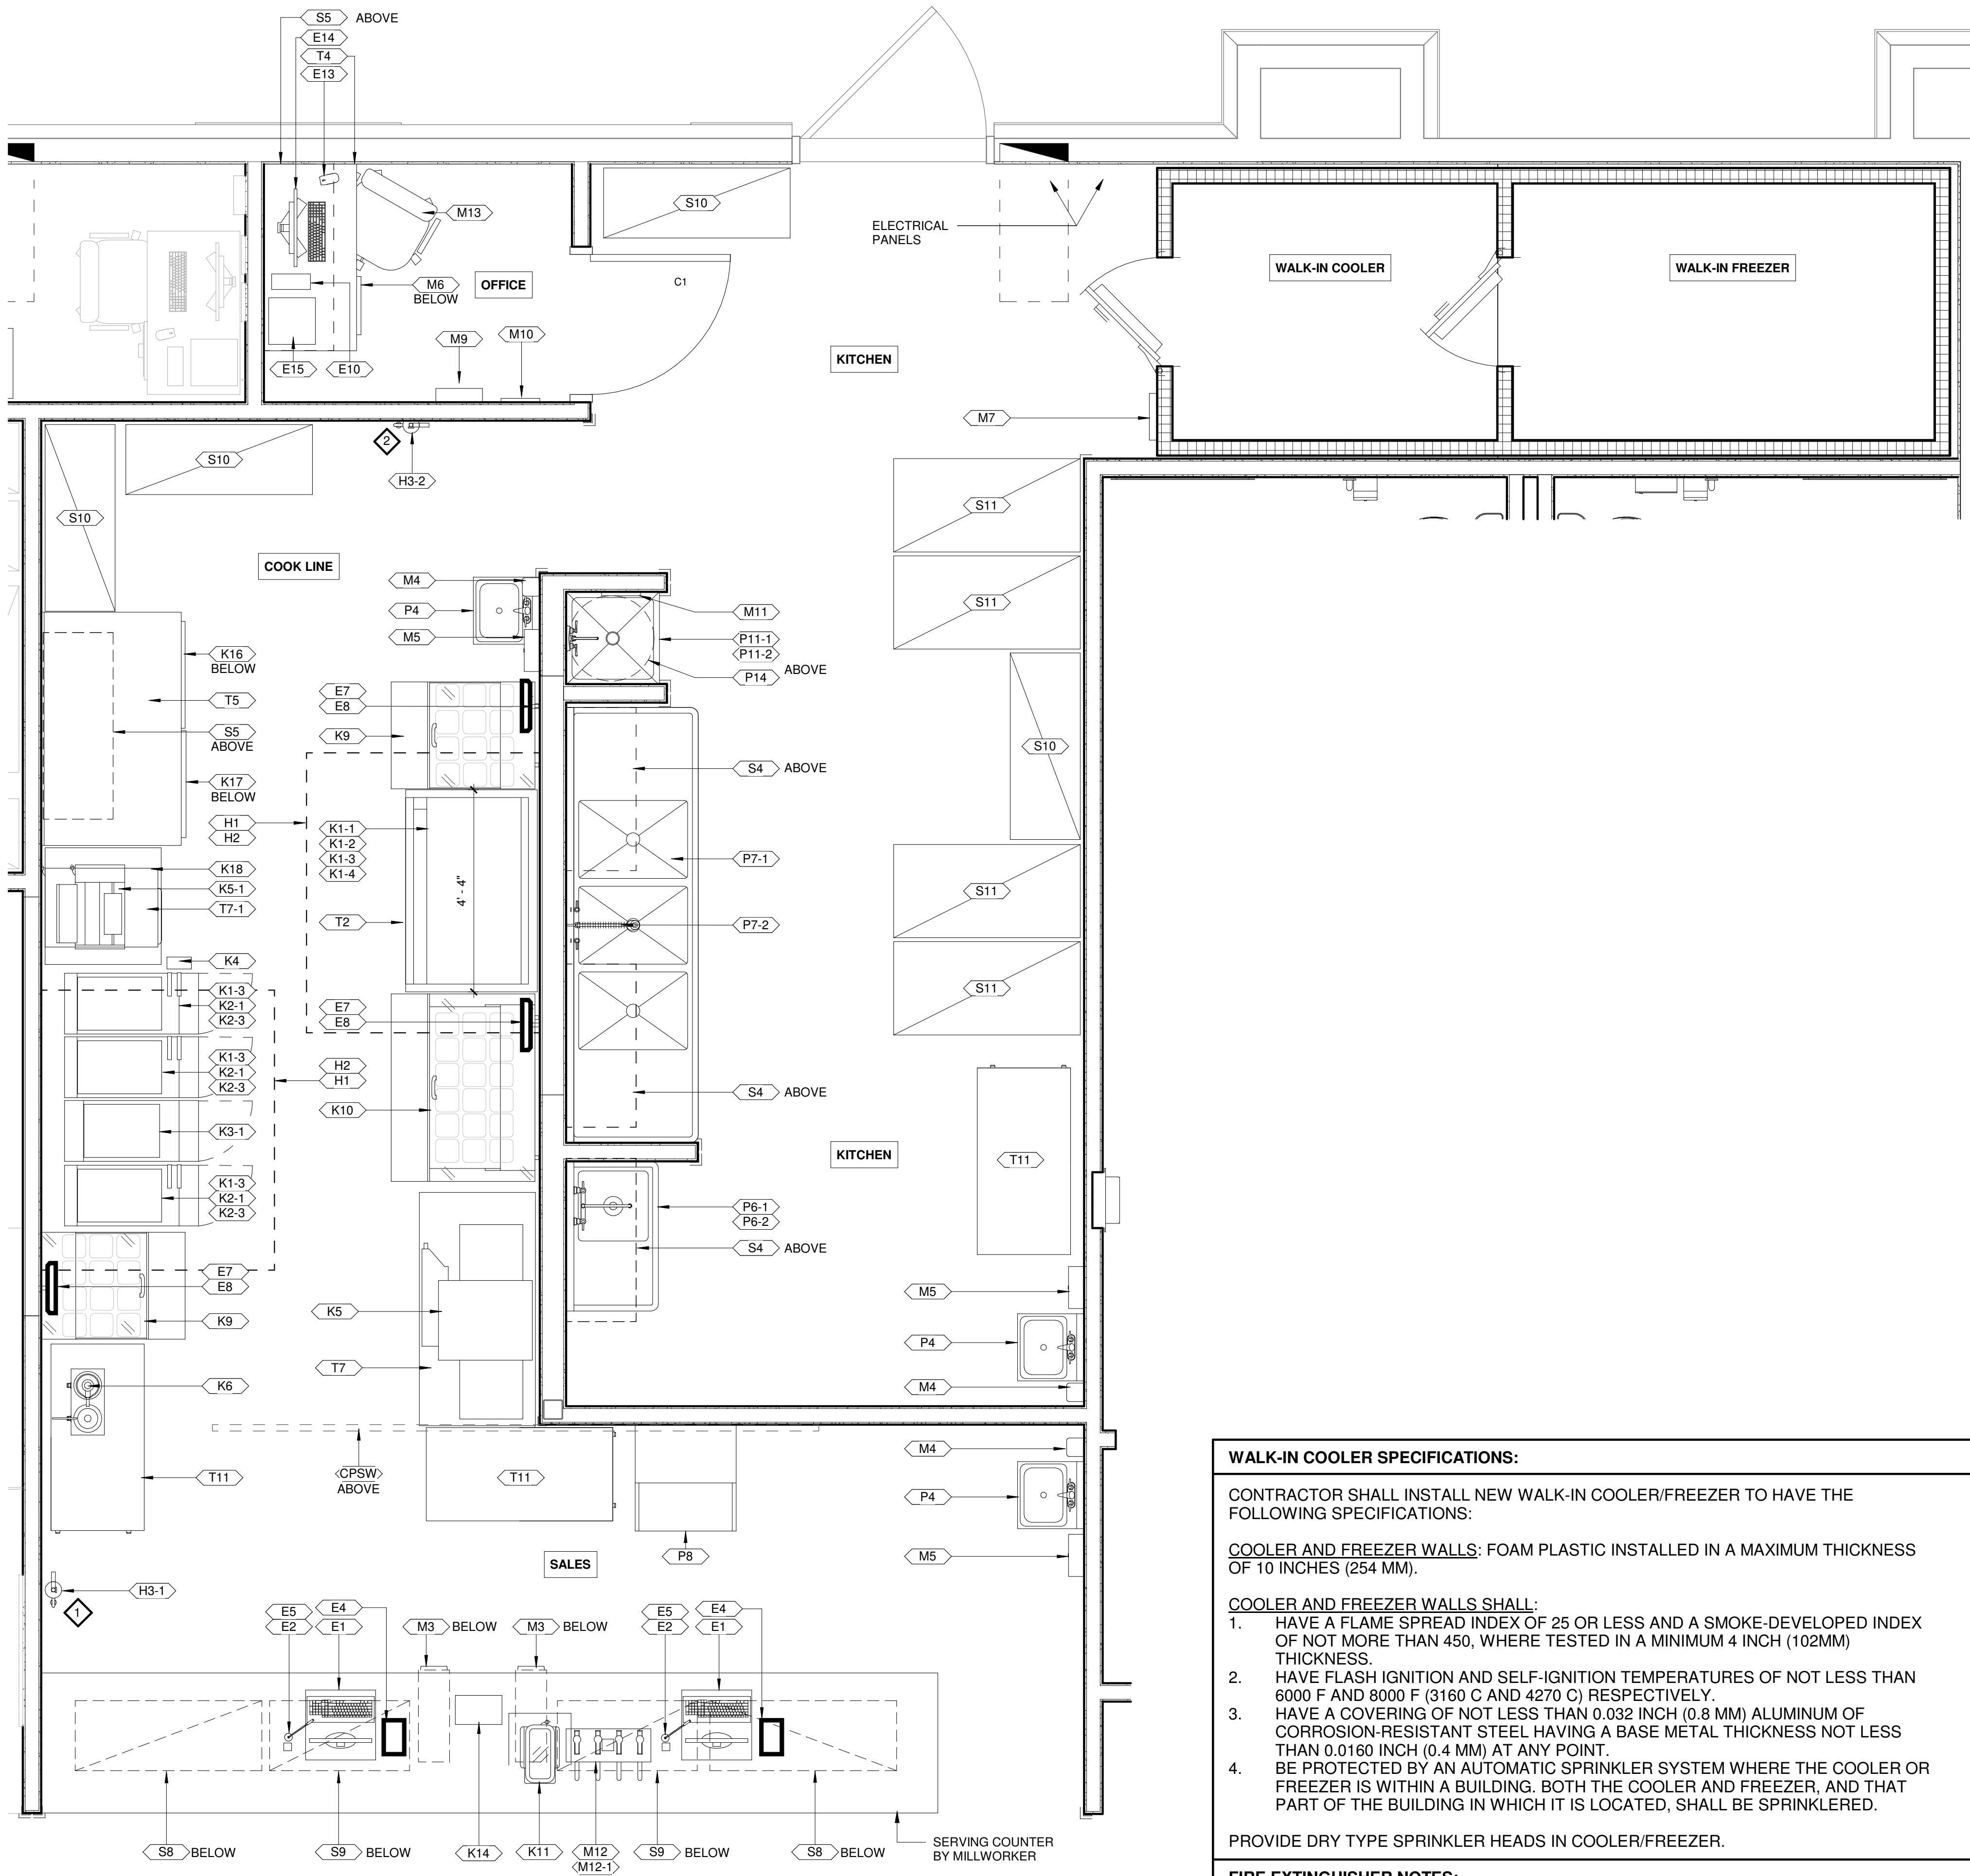 S5 ABOVE
E14
T4
E13
M13
S10
ELECTRICAL
PANELS
WALK-IN COOLER
WALK-IN FREEZER
M6
BELOW
OFFICE
C1
M9
M10
E15
E10
KITCHEN
M7
2
S10
H3-2
S10
S11
COOK LINE
M4
P4
M5
M11
P11-1
P11-2
P14
ABOVE
S11
K16
BELOW
T5
S5
ABOVE
K17
BELOW
E7
E8
K9
S4 ABOVE
S10
H1
H2
K1-1
K1-2
K1-3
K1-4
K18
K5-1
T7-1
4' - 4"
P7-1
S11
T2
P7-2
K4
K1-3
K2-1
K2-3
E7
E8
S11
K1-3
K2-1
K2-3
H2
H1
K10
S4 ABOVE
K3-1
KITCHEN
T11
K1-3
K2-1
K2-3
P6-1
P6-2
S4 ABOVE
E7
E8
K9
K5
M5
P4
T7
K6
M4
T11
CPSW
ABOVE
T11
M4
P4
P8
M5
SALES
H3-1
1
E5
E2
E4
E1
M3 BELOW
M3 BELOW
E5
E2
E4
E1
S8 BELOW
S9 BELOW
K14
K11
M12
M12-1
S9 BELOW
S8 BELOW
SERVING COUNTER
BY MILLWORKER
WALK-IN COOLER SPECIFICATIONS:
CONTRACTOR SHALL INSTALL NEW WALK-IN COOLER/FREEZER TO HAVE THE
FOLLOWING SPECIFICATIONS:
COOLER AND FREEZER WALLS: FOAM PLASTIC INSTALLED IN A MAXIMUM THICKNESS
OF 10 INCHES (254 MM).
COOLER AND FREEZER WALLS SHALL:
1. HAVE A FLAME SPREAD INDEX OF 25 OR LESS AND A SMOKE-DEVELOPED INDEX
OF NOT MORE THAN 450, WHERE TESTED IN A MINIMUM 4 INCH (102MM)
THICKNESS.
2. HAVE FLASH IGNITION AND SELF-IGNITION TEMPERATURES OF NOT LESS THAN
6000 F AND 8000 F (3160 C AND 4270 C) RESPECTIVELY.
3. HAVE A COVERING OF NOT LESS THAN 0.032 INCH (0.8 MM) ALUMINUM OF
CORROSION-RESISTANT STEEL HAVING A BASE METAL THICKNESS NOT LESS
THAN 0.0160 INCH (0.4 MM) AT ANY POINT.
4. BE PROTECTED BY AN AUTOMATIC SPRINKLER SYSTEM WHERE THE COOLER OR
FREEZER IS WITHIN A BUILDING. BOTH THE COOLER AND FREEZER, AND THAT
PART OF THE BUILDING IN WHICH IT IS LOCATED, SHALL BE SPRINKLERED.
PROVIDE DRY TYPE SPRINKLER HEADS IN COOLER/FREEZER.
FIRE EXTINGUISHER NOTES: